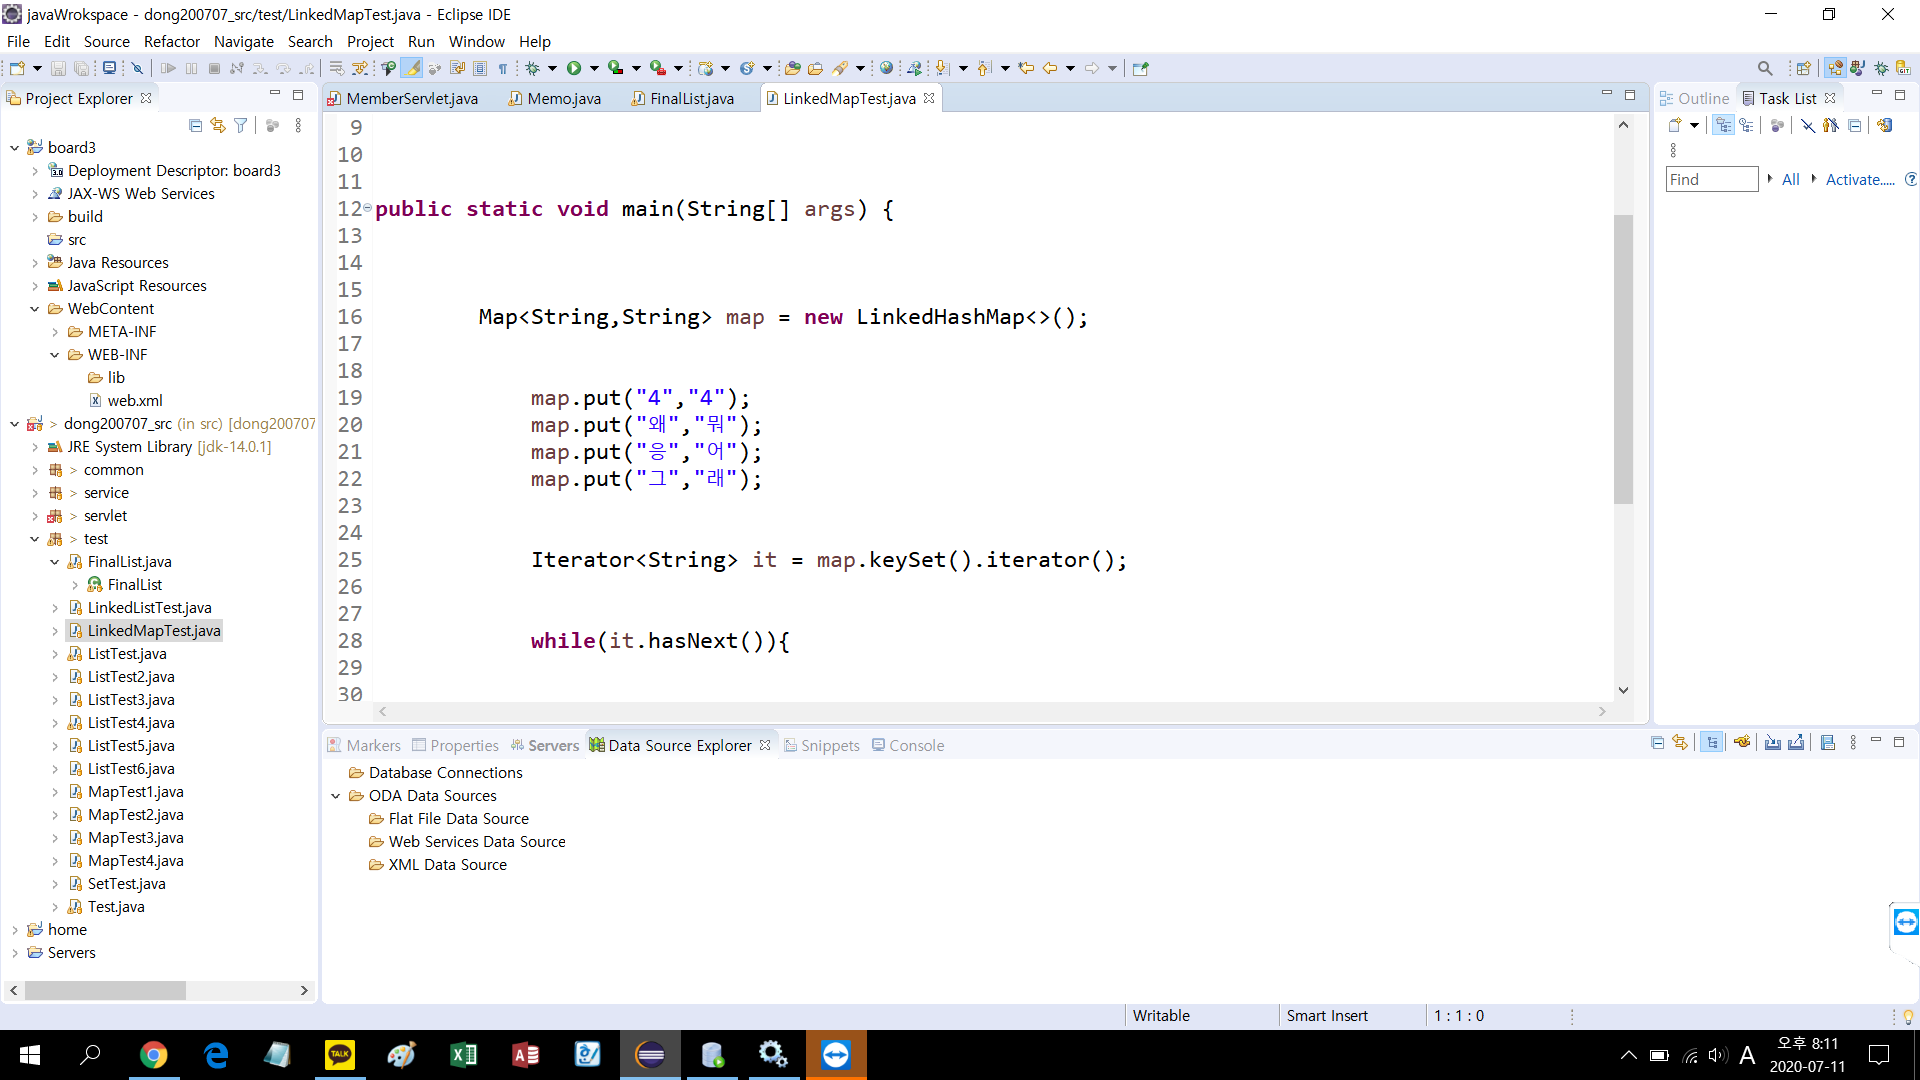 javaWrokspace - dong200707_src/test/LinkedMapTest.java - Eclipse IDE
File Edit Source Refactor Navigate Search Project Run Window Help
Project Explorer
board3
Deployment Descriptor: board3
JAX-WS Web Services
build
src
Java Resources
JavaScript Resources
WebContent
META-INF
WEB-INF
lib
web.xml
> dong200707_src (in src) [dong200707
JRE System Library [jdk-14.0.1]
> common
> service
> servlet
> test
FinalList.java
FinalList
LinkedListTest.java
LinkedMapTest.java
ListTest.java
ListTest2.java
ListTest3.java
ListTest4.java
ListTest5.java
ListTest6.java
MapTest1.java
MapTest2.java
MapTest3.java
MapTest4.java
SetTest.java
Test.java
home
Servers
MemberServlet.java Memo.java FinalList.java LinkedMapTest.java
9
10
11
12 public static void main(String[] args) {
13
14
15
16 Map<String,String> map = new LinkedHashMap<>();
17
18
19 map.put("4","4");
20 map.put("왜","뭐");
21 map.put("응","어");
22 map.put("그","래");
23
24
25 Iterator<String> it = map.keySet().iterator();
26
27
28 while(it.hasNext()){
29
30
Outline Task List
Find All Activate.....
Markers Properties Servers Data Source Explorer Snippets Console
Database Connections
ODA Data Sources
Flat File Data Source
Web Services Data Source
XML Data Source
Writable Smart Insert 1 : 1 : 0
TALK
A
오후 8:11
2020-07-11